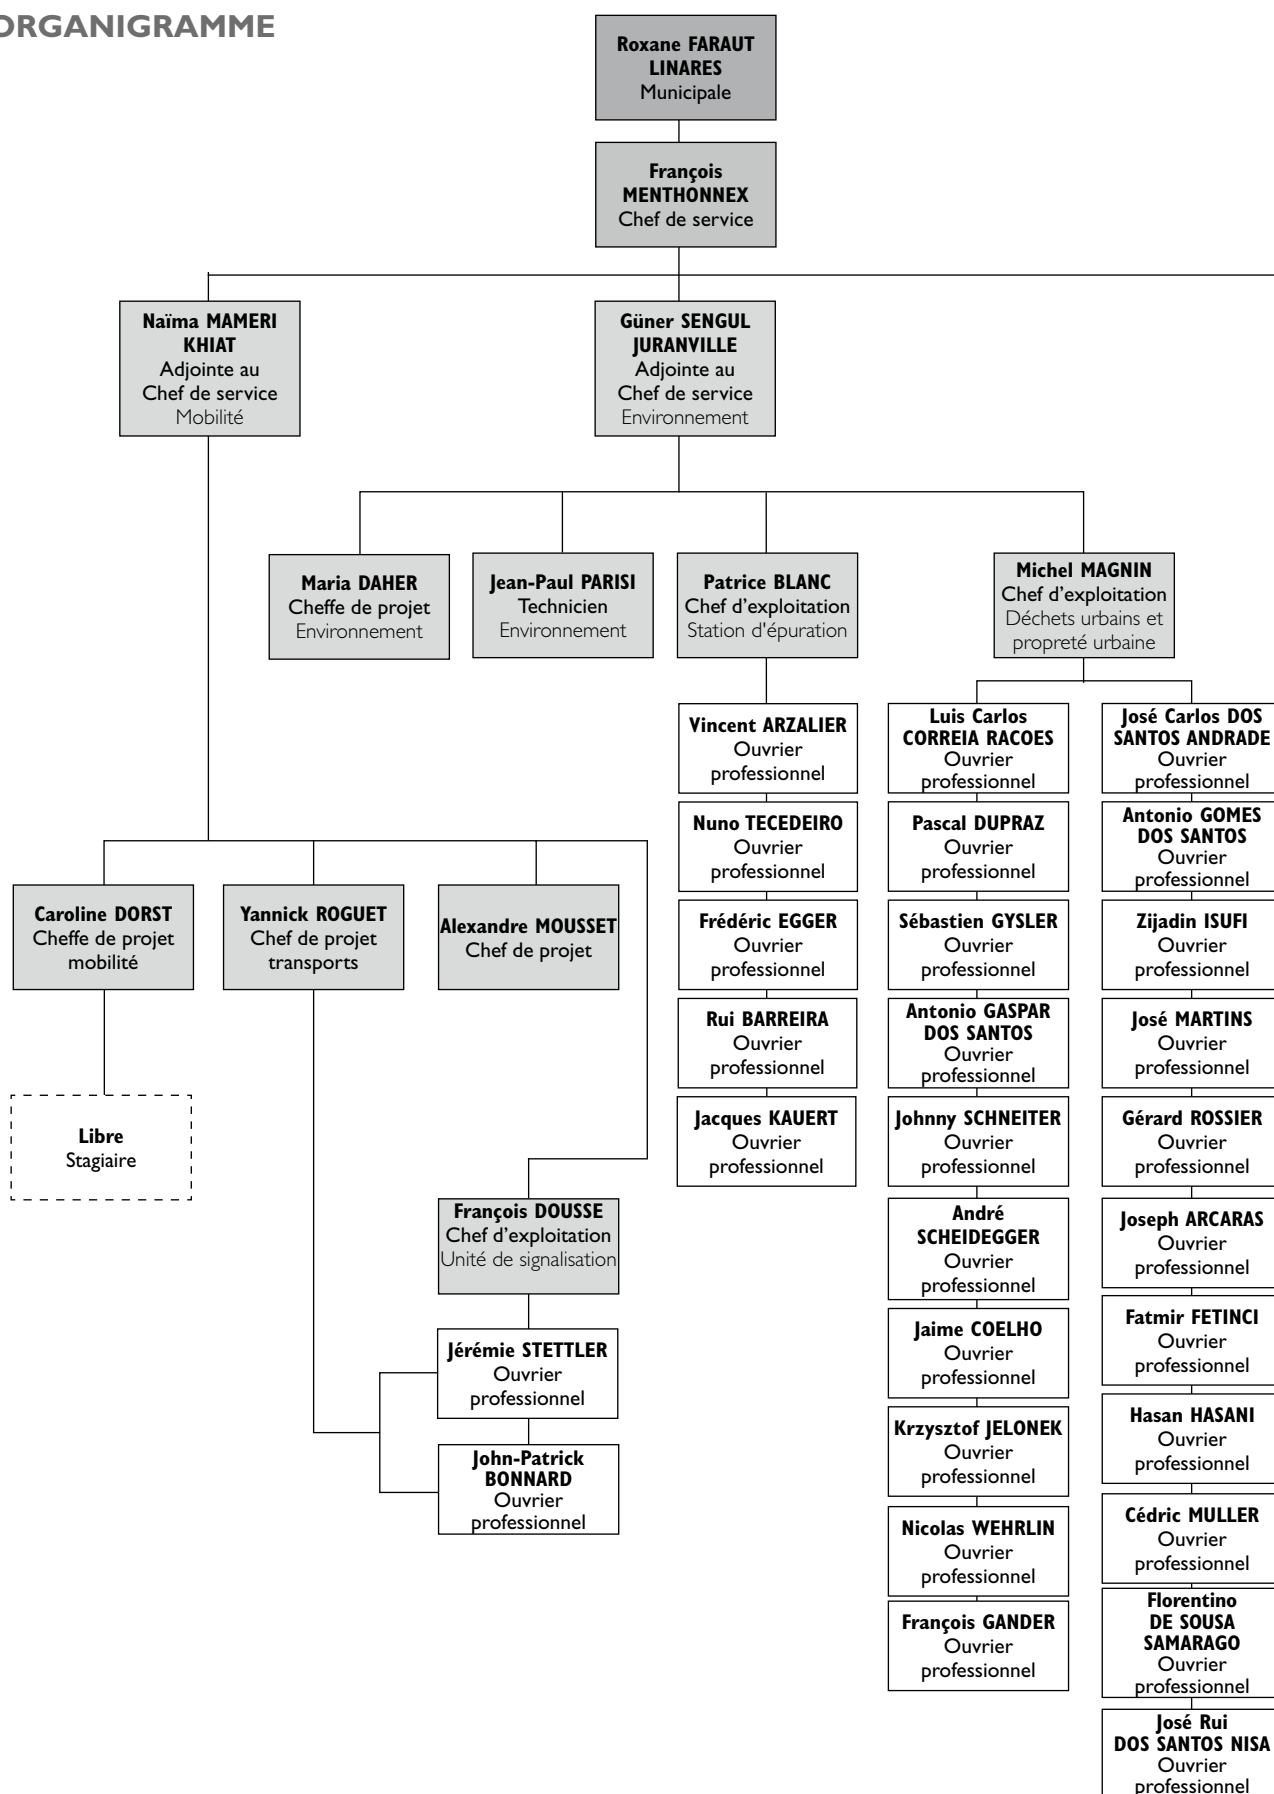 ORGANIGRAMME
Roxane FARAUT
LINARES
Municipale
François
MENTHONNEX
Chef de service
Naïma MAMERI
KHIAT
Adjointe au
Chef de service
Mobilité
Güner SENGUL
JURANVILLE
Adjointe au
Chef de service
Environnement
Maria DAHER
Cheffe de projet
Environnement
Jean-Paul PARISI
Technicien
Environnement
Patrice BLANC
Chef d’exploitation
Station d'épuration
Michel MAGNIN
Chef d’exploitation
Déchets urbains et
propreté urbaine
Vincent ARZALIER
Ouvrier
professionnel
Nuno TECEDEIRO
Ouvrier
professionnel
Frédéric EGGER
Ouvrier
professionnel
Rui BARREIRA
Ouvrier
professionnel
Jacques KAUERT
Ouvrier
professionnel
Luis Carlos
CORREIA RACOES
Ouvrier
professionnel
Pascal DUPRAZ
Ouvrier
professionnel
Sébastien GYSLER
Ouvrier
professionnel
Antonio GASPAR
DOS SANTOS
Ouvrier
professionnel
Johnny SCHNEITER
Ouvrier
professionnel
André
SCHEIDEGGER
Ouvrier
professionnel
Jaime COELHO
Ouvrier
professionnel
Krzysztof JELONEK
Ouvrier
professionnel
Nicolas WEHRLIN
Ouvrier
professionnel
François GANDER
Ouvrier
professionnel
José Carlos DOS
SANTOS ANDRADE
Ouvrier
professionnel
Antonio GOMES
DOS SANTOS
Ouvrier
professionnel
Zijadin ISUFI
Ouvrier
professionnel
José MARTINS
Ouvrier
professionnel
Gérard ROSSIER
Ouvrier
professionnel
Joseph ARCARAS
Ouvrier
professionnel
Fatmir FETINCI
Ouvrier
professionnel
Hasan HASANI
Ouvrier
professionnel
Cédric MULLER
Ouvrier
professionnel
Florentino
DE SOUSA
SAMARAGO
Ouvrier
professionnel
José Rui
DOS SANTOS NISA
Ouvrier
professionnel
Caroline DORST
Cheffe de projet
mobilité
Yannick ROGUET
Chef de projet
transports
Alexandre MOUSSET
Chef de projet
Libre
Stagiaire
François DOUSSE
Chef d’exploitation
Unité de signalisation
Jérémie STETTLER
Ouvrier
professionnel
John-Patrick
BONNARD
Ouvrier
professionnel